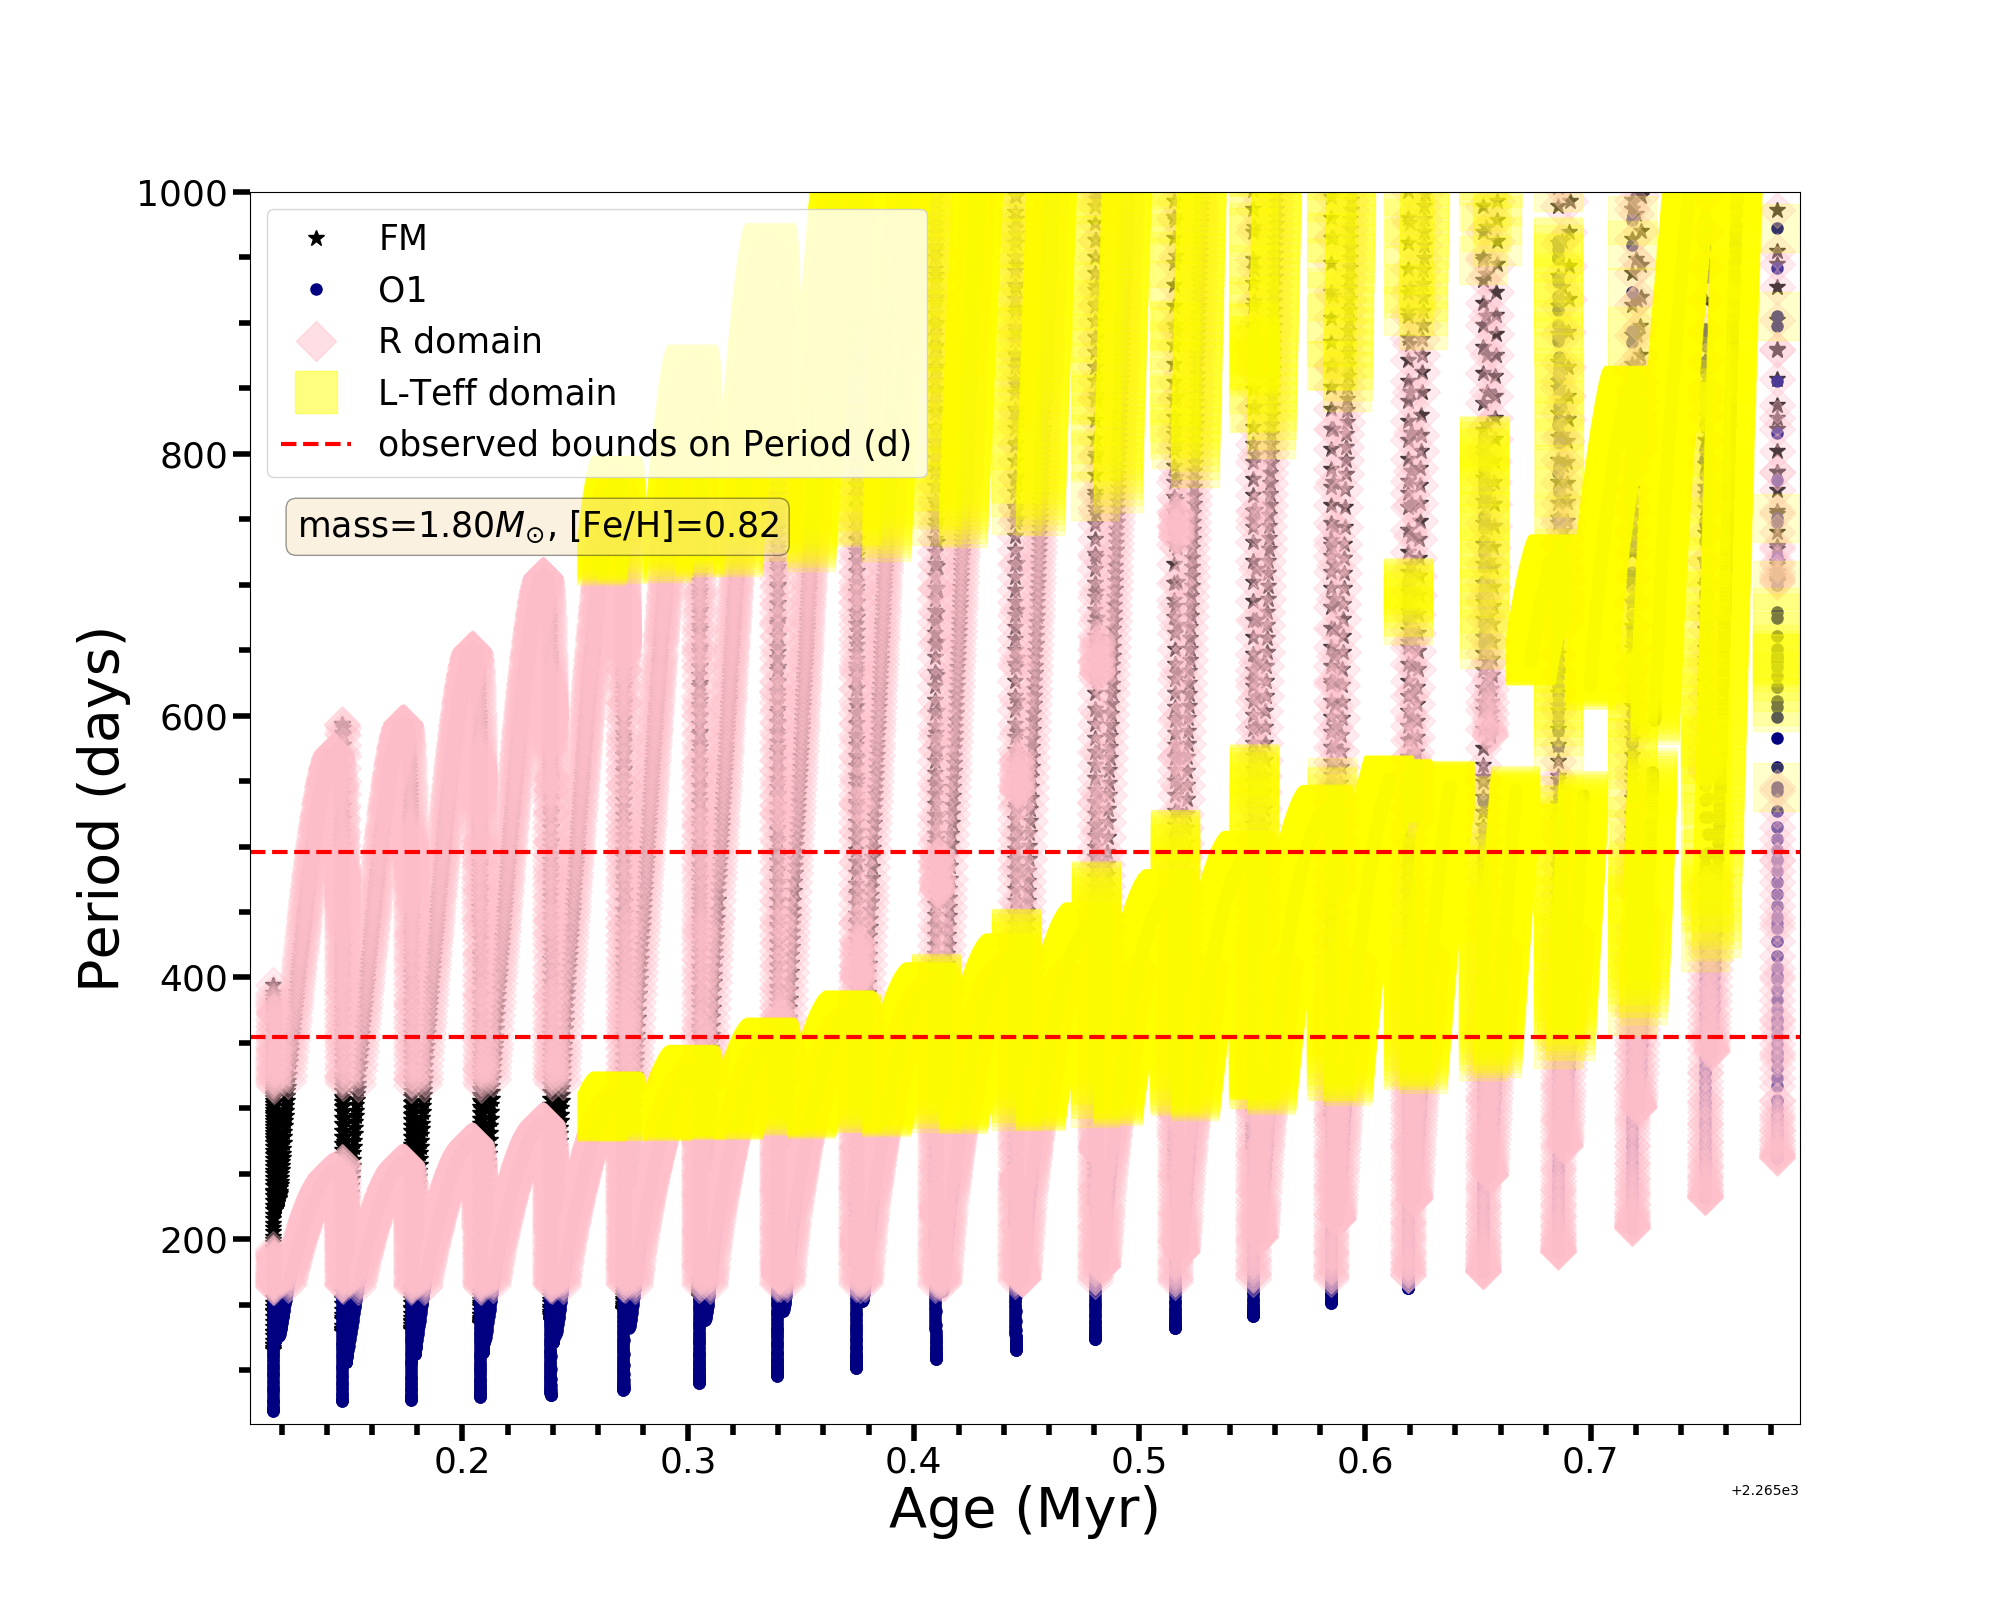 1000
800
600
400
200
Period (days)
FM
O1
R domain
L-Teff domain
observed bounds on Period (d)
mass=1.80M⊙, [Fe/H]=0.82
0.2 0.3 0.4 0.5 0.6 0.7
+2.265e3
Age (Myr)